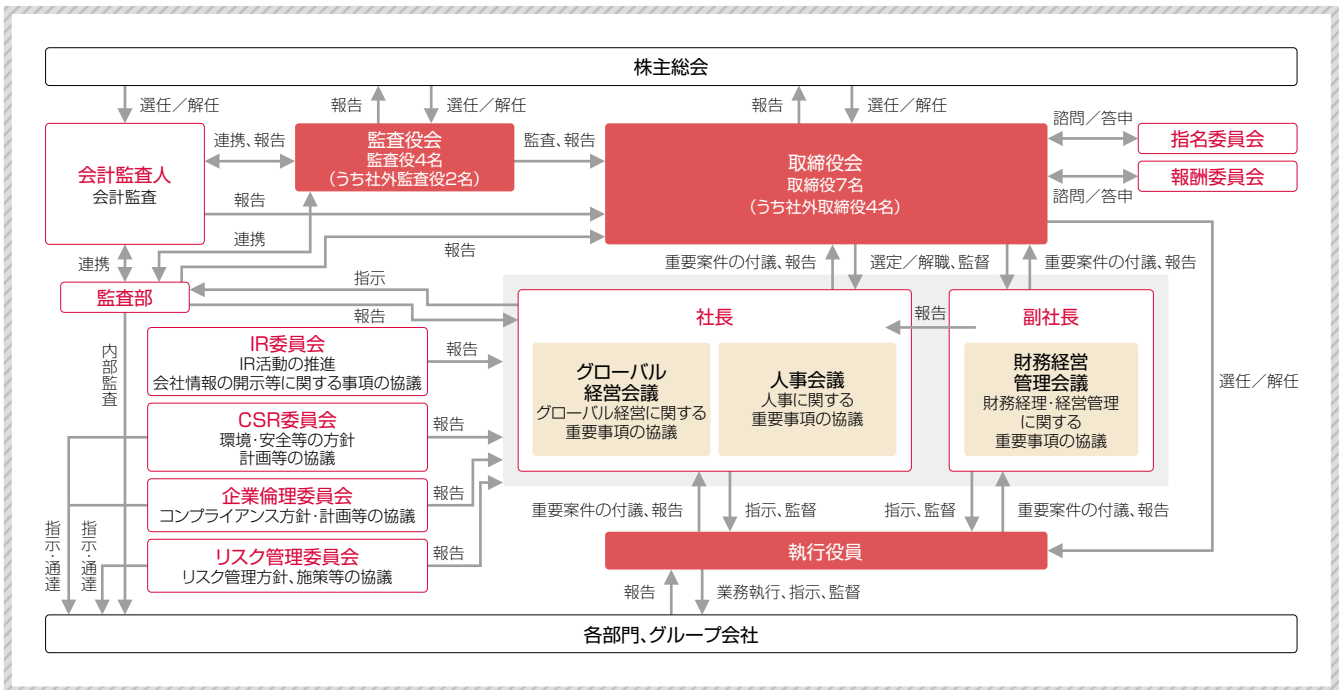 株主総会
選任／解任
報告
選任／解任
報告
選任／解任
会計監査人
会計監査
連携、報告
監査役会
監査役4名
（うち社外監査役2名）
監査、報告
取締役会
取締役7名
（うち社外取締役4名）
諮問／答申
指名委員会
報酬委員会
諮問／答申
報告
連携
報告
連携
監査部
指示
報告
重要案件の付議、報告
選定／解職、監督
重要案件の付議、報告
社長
報告
副社長
グローバル
経営会議
グローバル経営に関する
重要事項の協議
人事会議
人事に関する
重要事項の協議
財務経営
管理会議
財務経理・経営管理
に関する
重要事項の協議
選任／解任
内部監査
IR委員会
IR活動の推進
会社情報の開示等に関する事項の協議
報告
CSR委員会
環境・安全等の方針
計画等の協議
報告
企業倫理委員会
コンプライアンス方針・計画等の協議
報告
リスク管理委員会
リスク管理方針、施策等の協議
報告
指示・通達
指示・通達
重要案件の付議、報告
指示、監督
指示、監督
重要案件の付議、報告
執行役員
報告
業務執行、指示、監督
各部門、グループ会社